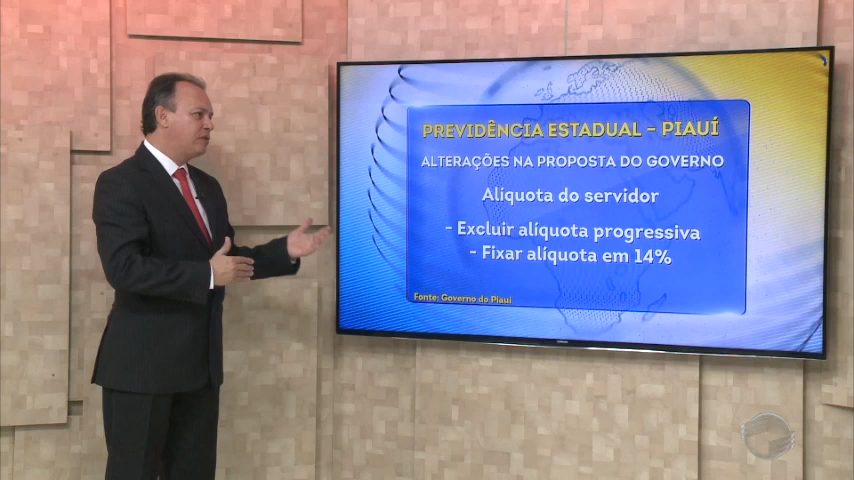 PREVIDÊNCIA ESTADUAL - PIAUÍ
ALTERAÇÕES NA PROPOSTA DO GOVERNO
Alíquota do servidor
- Excluir alíquota progressiva
- Fixar alíquota em 14%
Fonte: Governo do Piauí